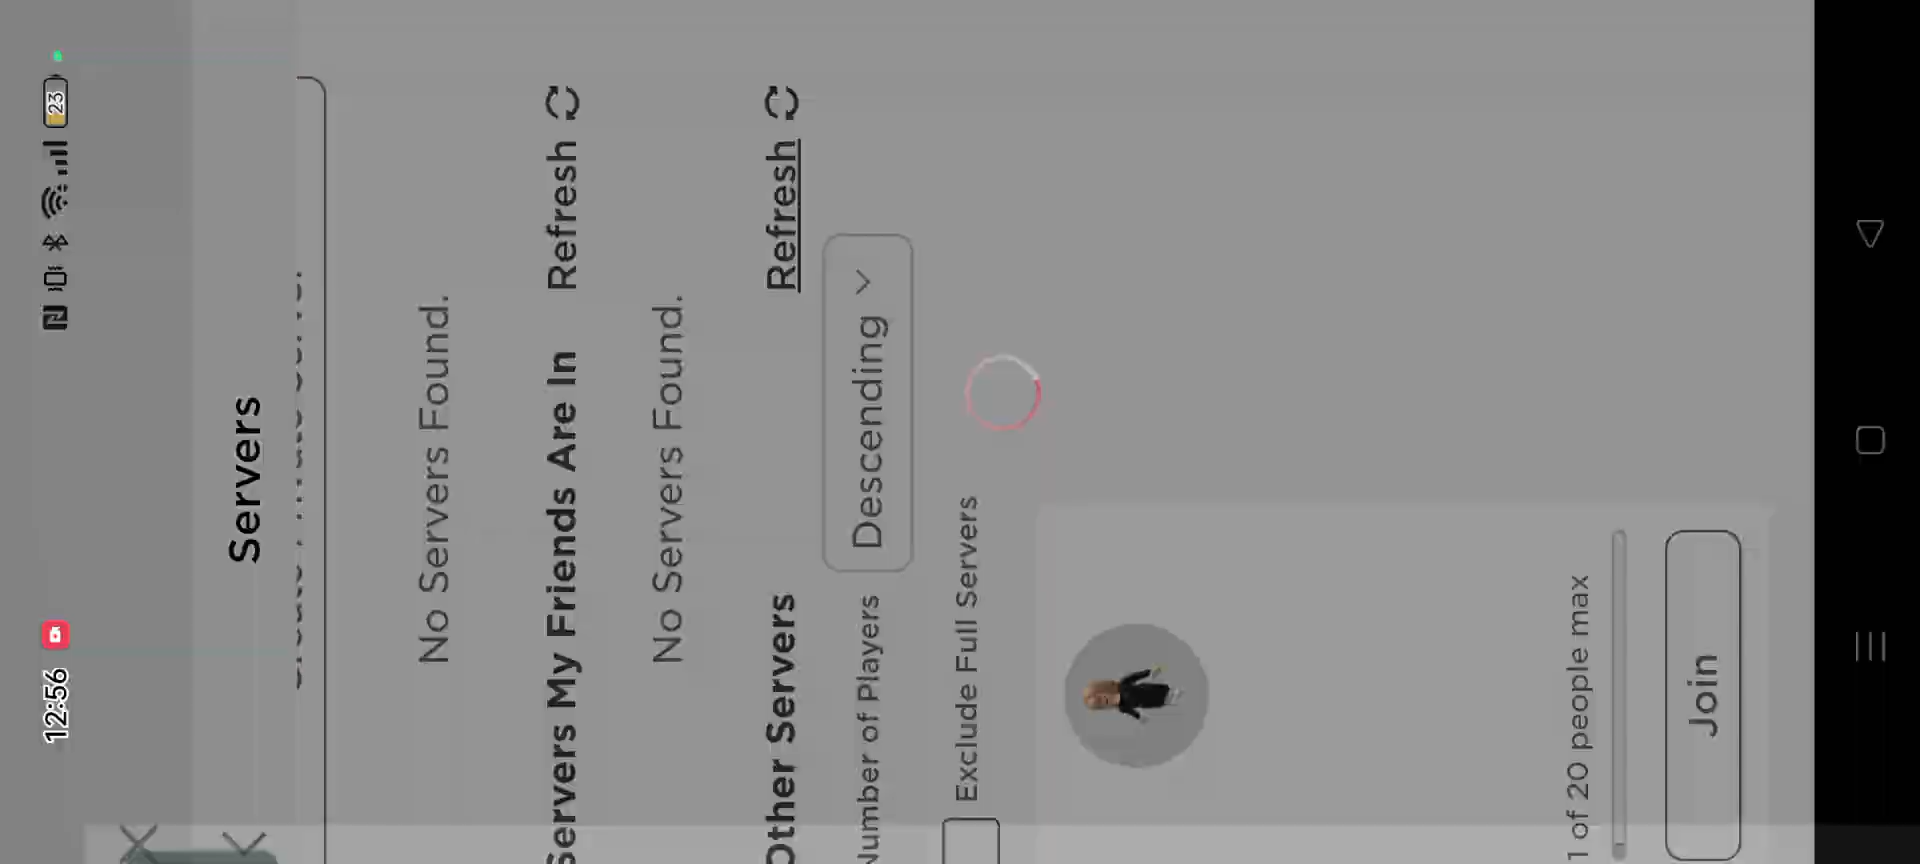 12:56
23
Servers
No Servers Found.
Servers My Friends Are In
Refresh
No Servers Found.
Other Servers
Refresh
Number of Players
Descending
Exclude Full Servers
1 of 20 people max
Join